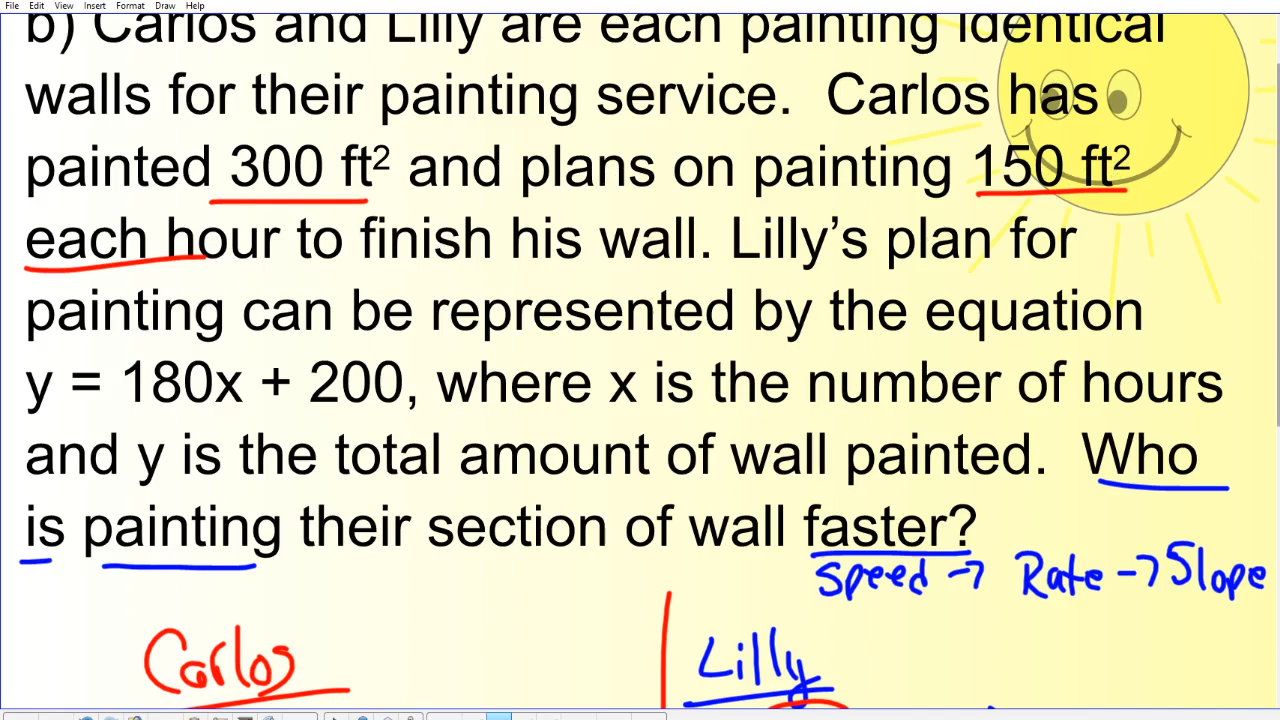 File Edit View Insert Format Draw Help
b) Carlos and Lilly are each painting identical
walls for their painting service. Carlos has
painted 300 ft² and plans on painting 150 ft²
each hour to finish his wall. Lilly’s plan for
painting can be represented by the equation
y = 180x + 200, where x is the number of hours
and y is the total amount of wall painted. Who
is painting their section of wall faster?
Speed → Rate → Slope
Carlos Lilly